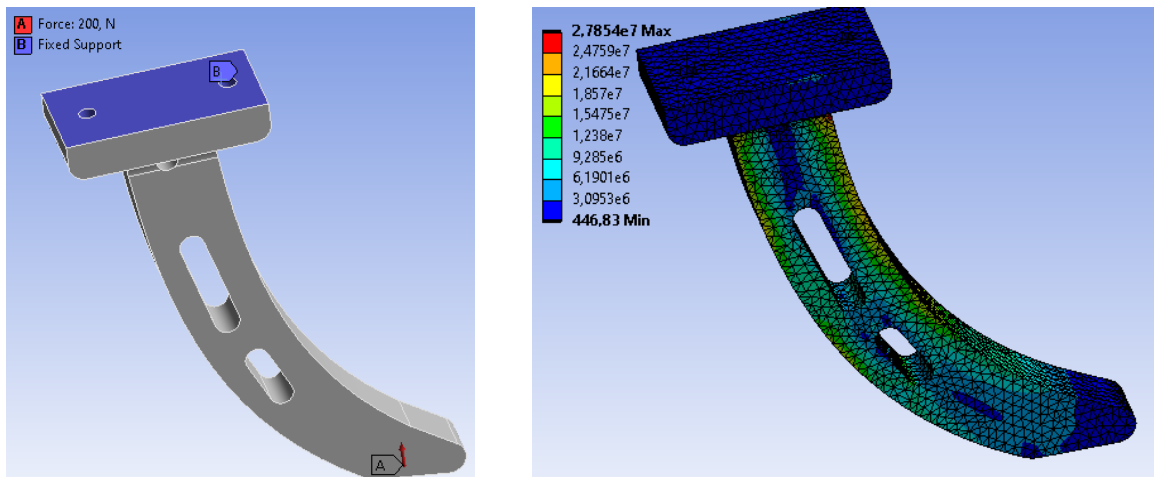 A Force: 200, N
B Fixed Support
B
A
2,7854e7 Max
2,4759e7
2,1664e7
1,857e7
1,5475e7
1,238e7
9,285e6
6,1901e6
3,0953e6
446,83 Min